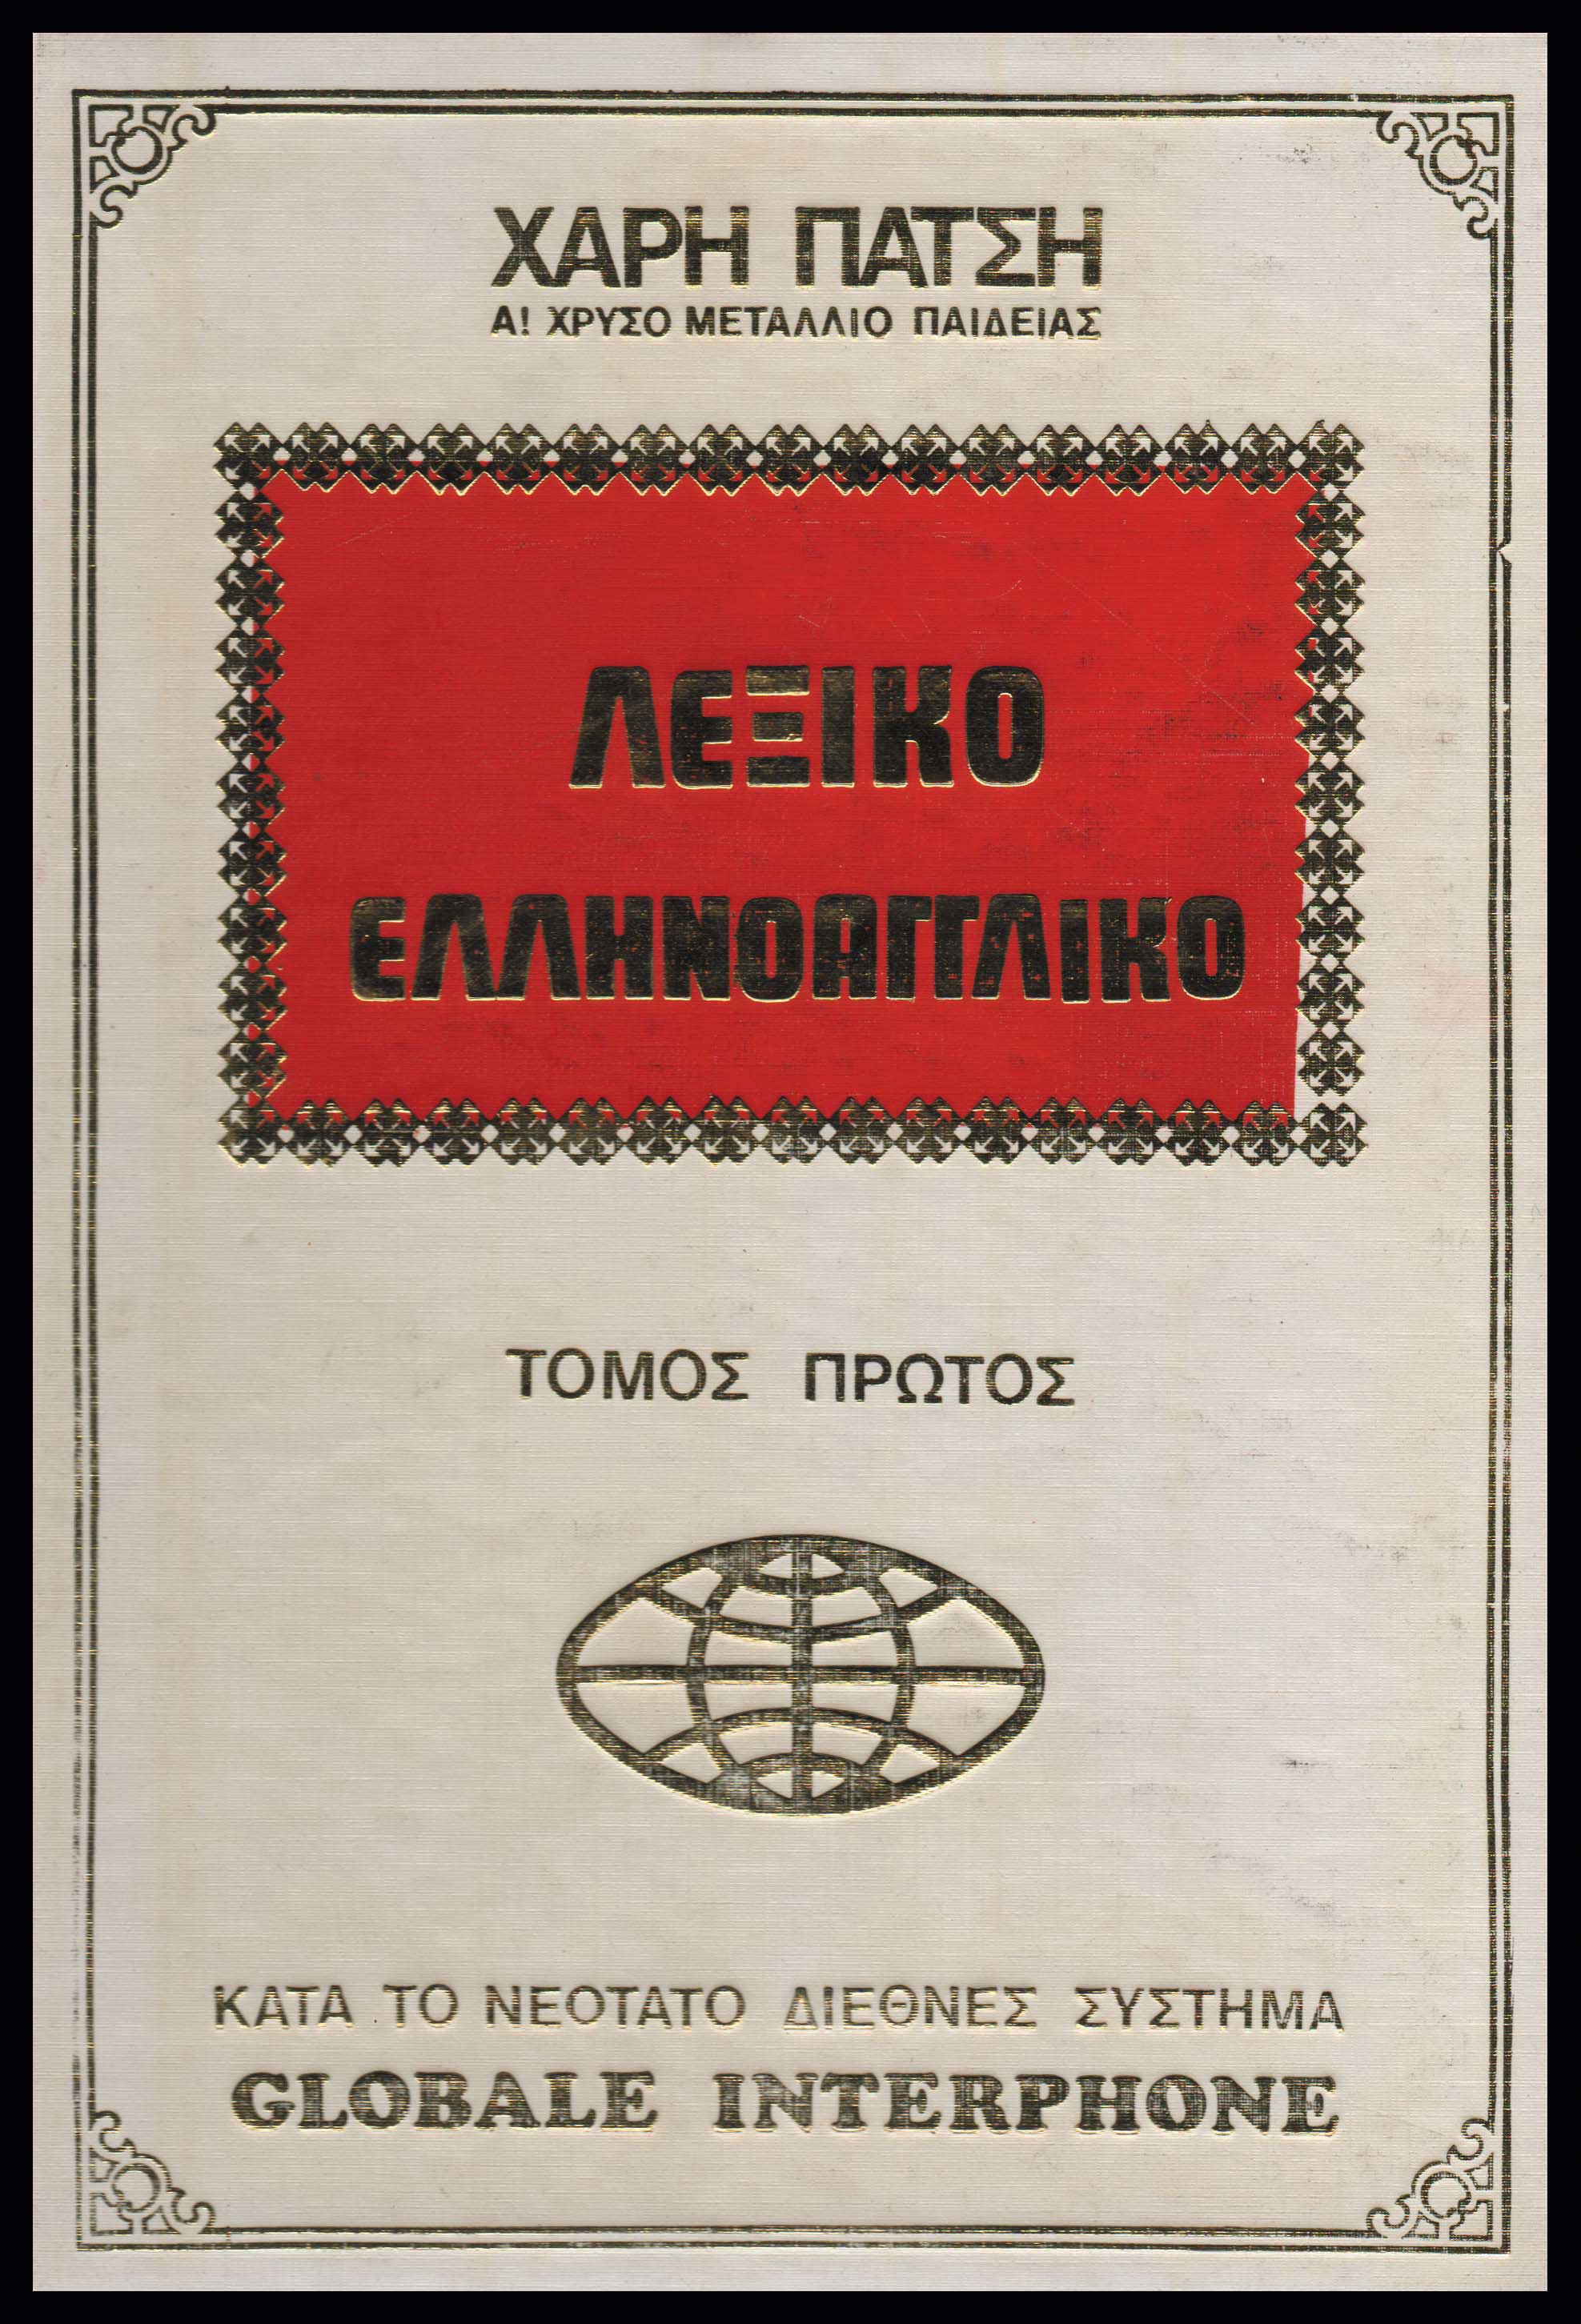 ΧΑΡΗ ΠΑΤΣΗ
Α! ΧΡΥΣΟ ΜΕΤΑΛΛΙΟ ΠΑΙΔΕΙΑΣ
ΛΕΞΙΚΟ
ΕΛΛΗΝΟΑΓΓΛΙΚΟ
ΤΟΜΟΣ ΠΡΩΤΟΣ
ΚΑΤΑ ΤΟ ΝΕΟΤΑΤΟ ΔΙΕΘΝΕΣ ΣΥΣΤΗΜΑ
GLOBALE INTERPHONE